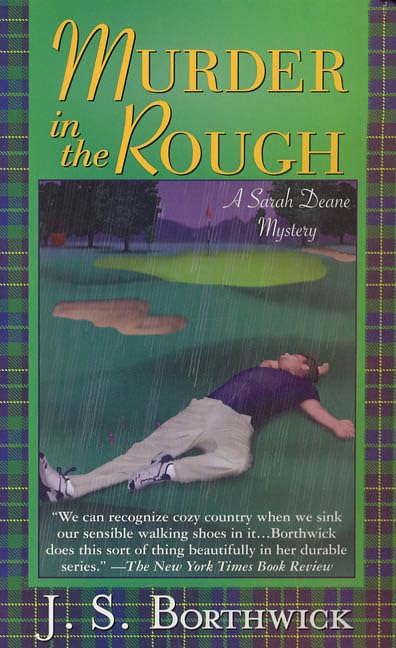 MURDER
in the ROUGH
A Sarah Deane
Mystery
“We can recognize cozy country when we sink
our sensible walking shoes in it...Borthwick
does this sort of thing beautifully in her durable
series.” —The New York Times Book Review
J. S. BORTHWICK